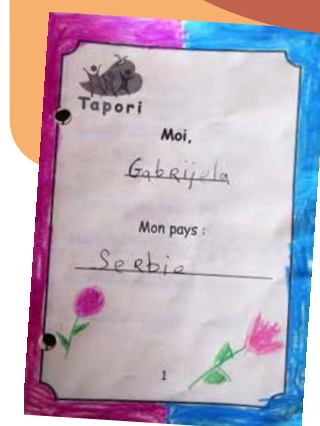 Tapori
Moi,
Gabrijela
Mon pays :
Serbie
1